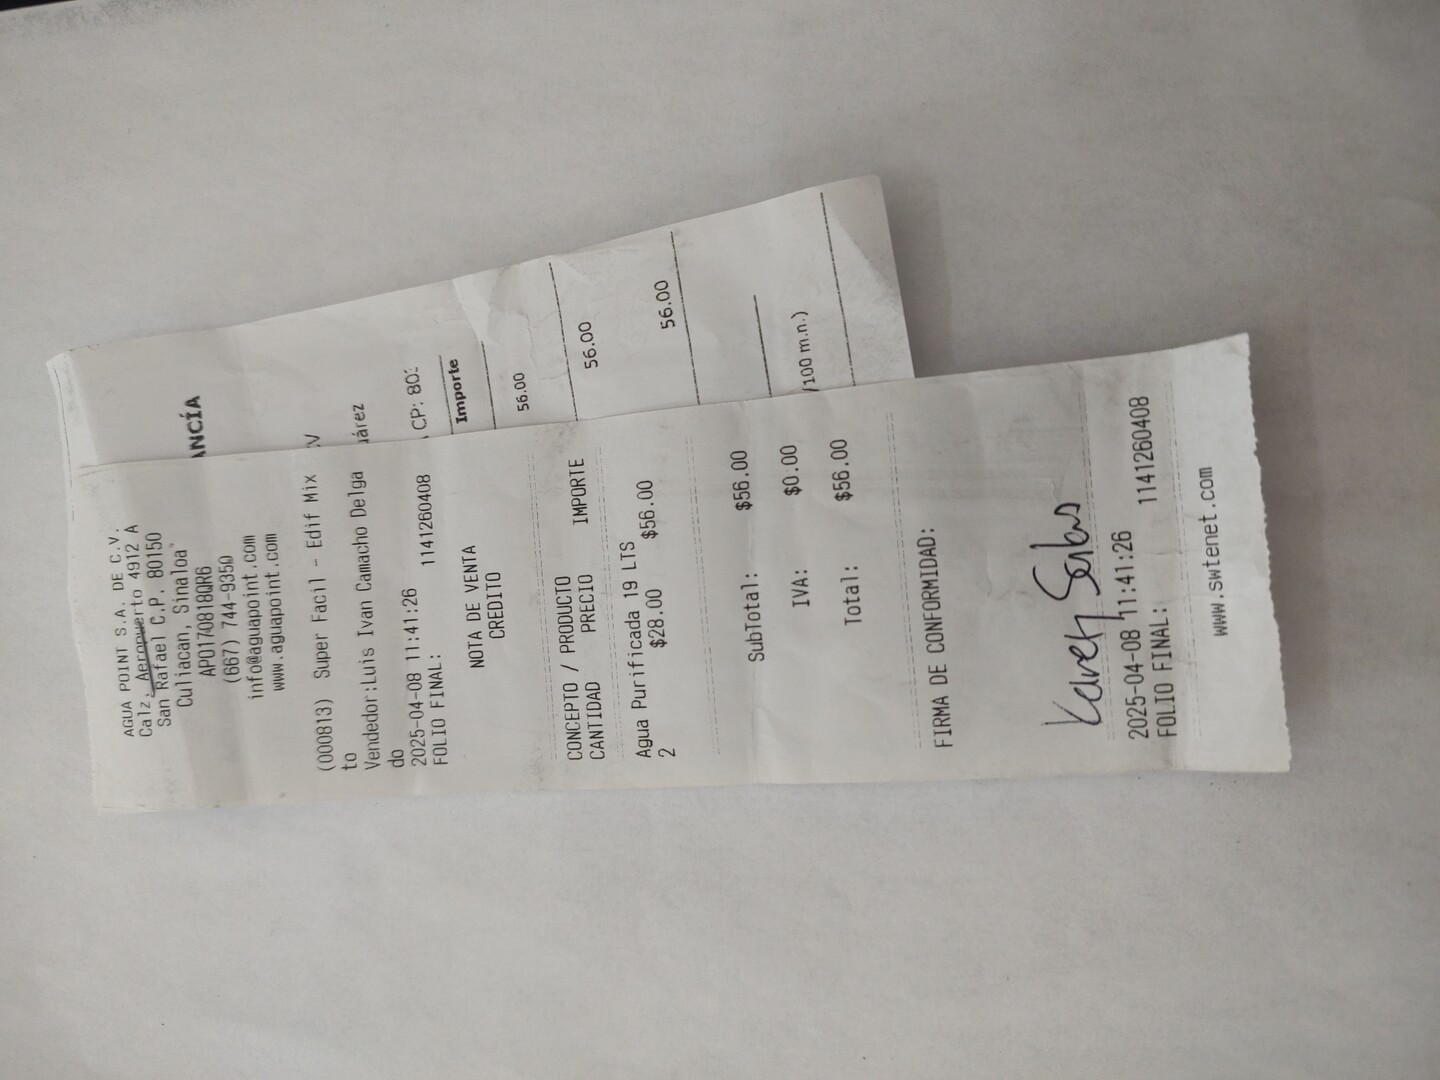 AGUA POINT S.A. DE C.V.
Calz. Aeropuerto 4912 A
San Rafael C.P. 80150
Culiacan, Sinaloa
APO170818QR6
(667) 744-9350
info@aguapoint.com
www.aguapoint.com
(000813) Super Facil - Edif Mix
to
Vendedor:Luis Ivan Camacho Delga
do
2025-04-08 11:41:26
FOLIO FINAL: 1141260408
NOTA DE VENTA
CREDITO
CONCEPTO / PRODUCTO
CANTIDAD PRECIO IMPORTE
Agua Purificada 19 LTS
2 $28.00 $56.00
SubTotal: $56.00
IVA: $0.00
Total: $56.00
FIRMA DE CONFORMIDAD:
2025-04-08 11:41:26
FOLIO FINAL: 1141260408
www.swtenet.com
ANCÍA
V
uárez
CP: 80
Importe
56.00
56.00
56.00
/100 m.n.)